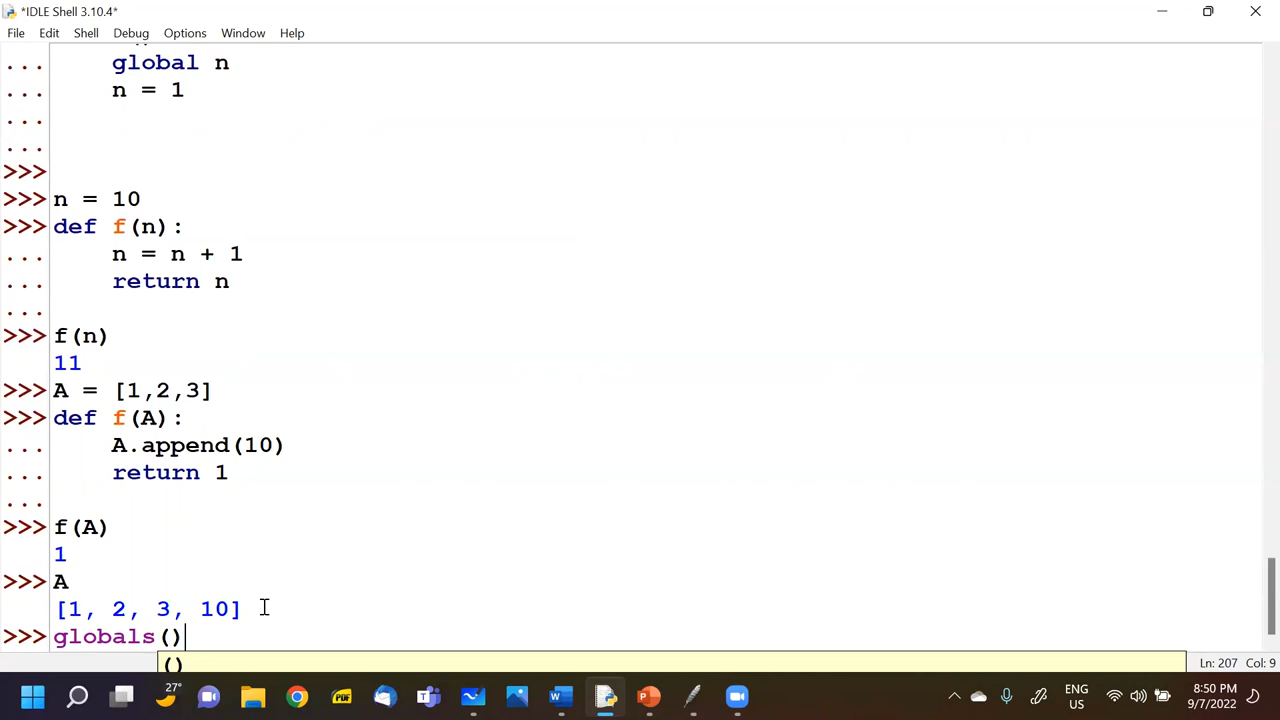 *IDLE Shell 3.10.4*
File Edit Shell Debug Options Window Help
... global n
... n = 1
...
...
>>>
>>> n = 10
>>> def f(n):
... n = n + 1
... return n
...
>>> f(n)
11
>>> A = [1,2,3]
>>> def f(A):
... A.append(10)
... return 1
...
>>> f(A)
1
>>> A
[1, 2, 3, 10]
>>> globals()
()
Ln: 207 Col: 9
27°
PDF
ENG
US
8:50 PM
9/7/2022